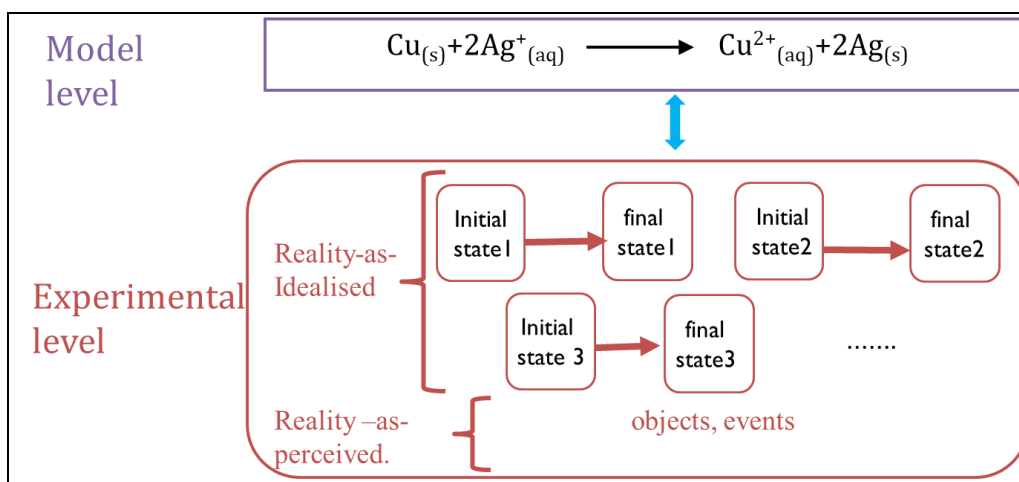 Model
level
Cu(s)+2Ag⁺(aq) ⟶ Cu²⁺(aq)+2Ag(s)
Experimental
level
Reality-as-
Idealised
Initial
state1
final
state1
Initial
state2
final
state2
Initial
state 3
final
state3
.......
Reality –as-
perceived.
objects, events